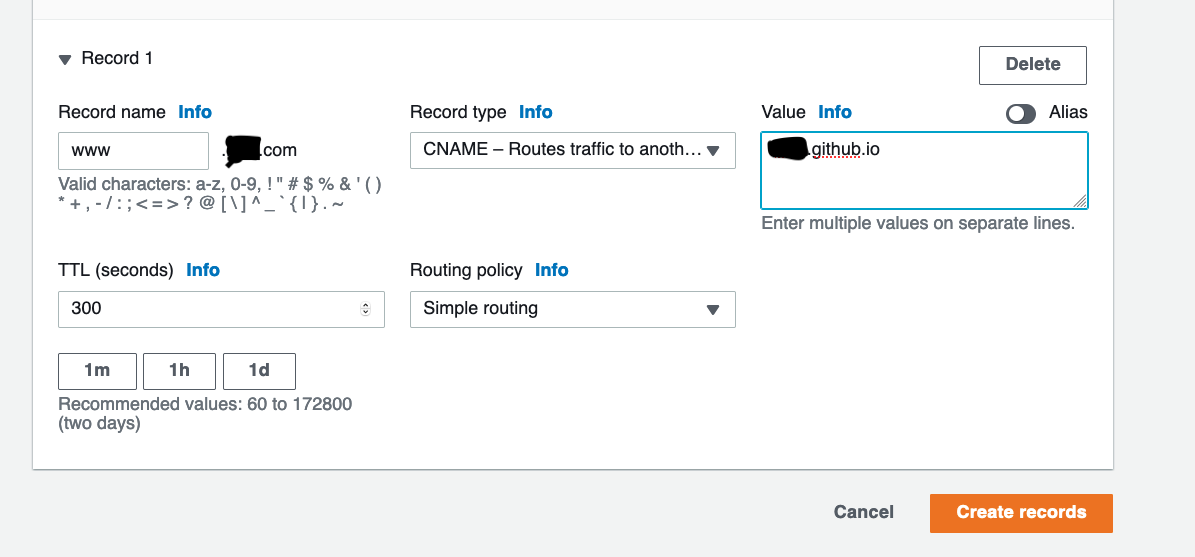 Record 1
Delete
Record name Info
Record type Info
Value Info
Alias
www
.com
CNAME – Routes traffic to anoth...
.github.io
Valid characters: a-z, 0-9, ! " # $ % & ' ( )
* + , - / : ; < = > ? @ [ \ ] ^ _ ` { | } . ~
Enter multiple values on separate lines.
TTL (seconds) Info
Routing policy Info
300
Simple routing
1m
1h
1d
Recommended values: 60 to 172800
(two days)
Cancel
Create records